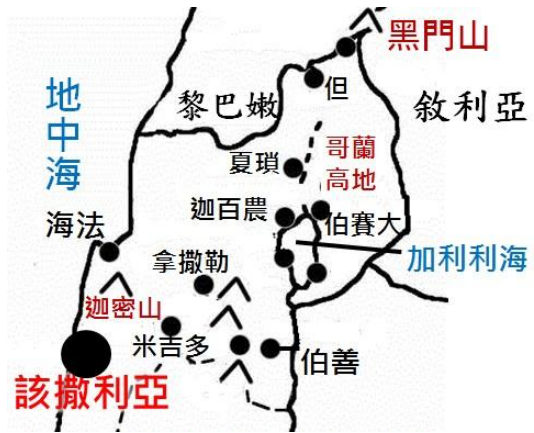 黑門山
地中海
黎巴嫩
但
敘利亞
夏瑣
哥蘭
高地
迦百農
伯賽大
海法
拿撒勒
加利利海
迦密山
米吉多
伯善
該撒利亞